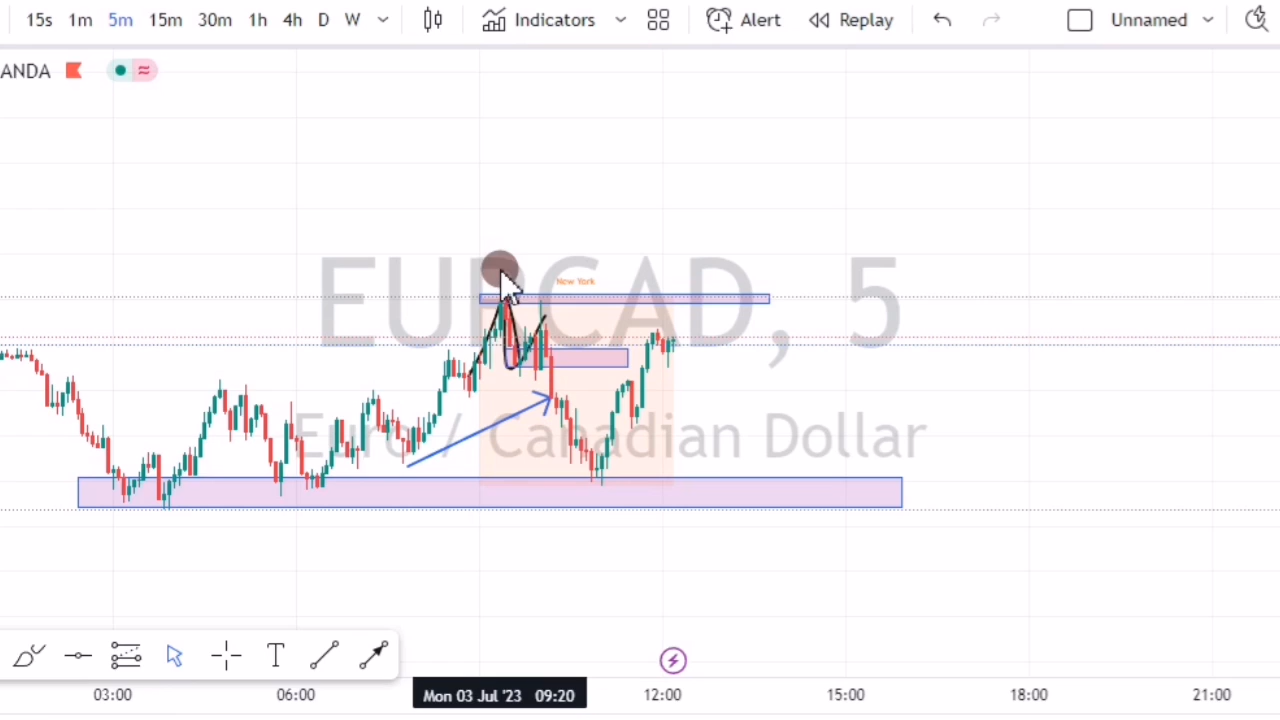 15s 1m 5m 15m 30m 1h 4h D W Indicators Alert Replay Unnamed
ANDA
EURCAD, 5
New York
Euro / Canadian Dollar
T
03:00 06:00 Mon 03 Jul '23 09:20 12:00 15:00 18:00 21:00